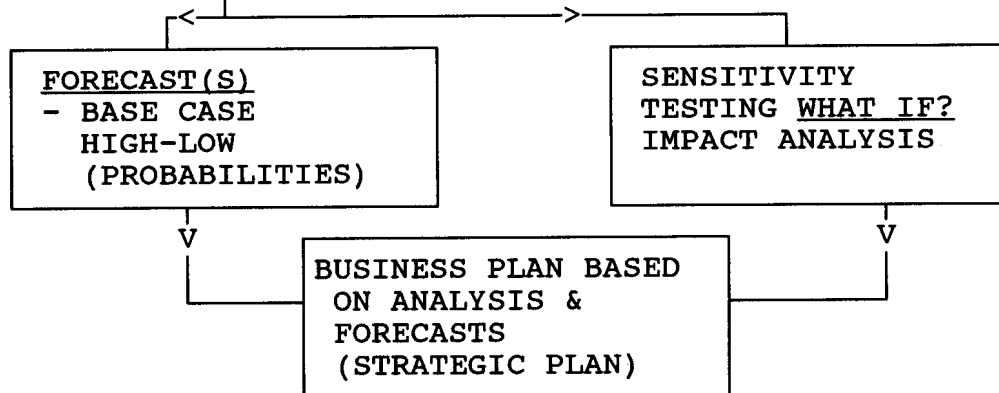 FORECAST(S)
- BASE CASE
HIGH-LOW
(PROBABILITIES)
SENSITIVITY
TESTING WHAT IF?
IMPACT ANALYSIS
BUSINESS PLAN BASED
ON ANALYSIS &
FORECASTS
(STRATEGIC PLAN)